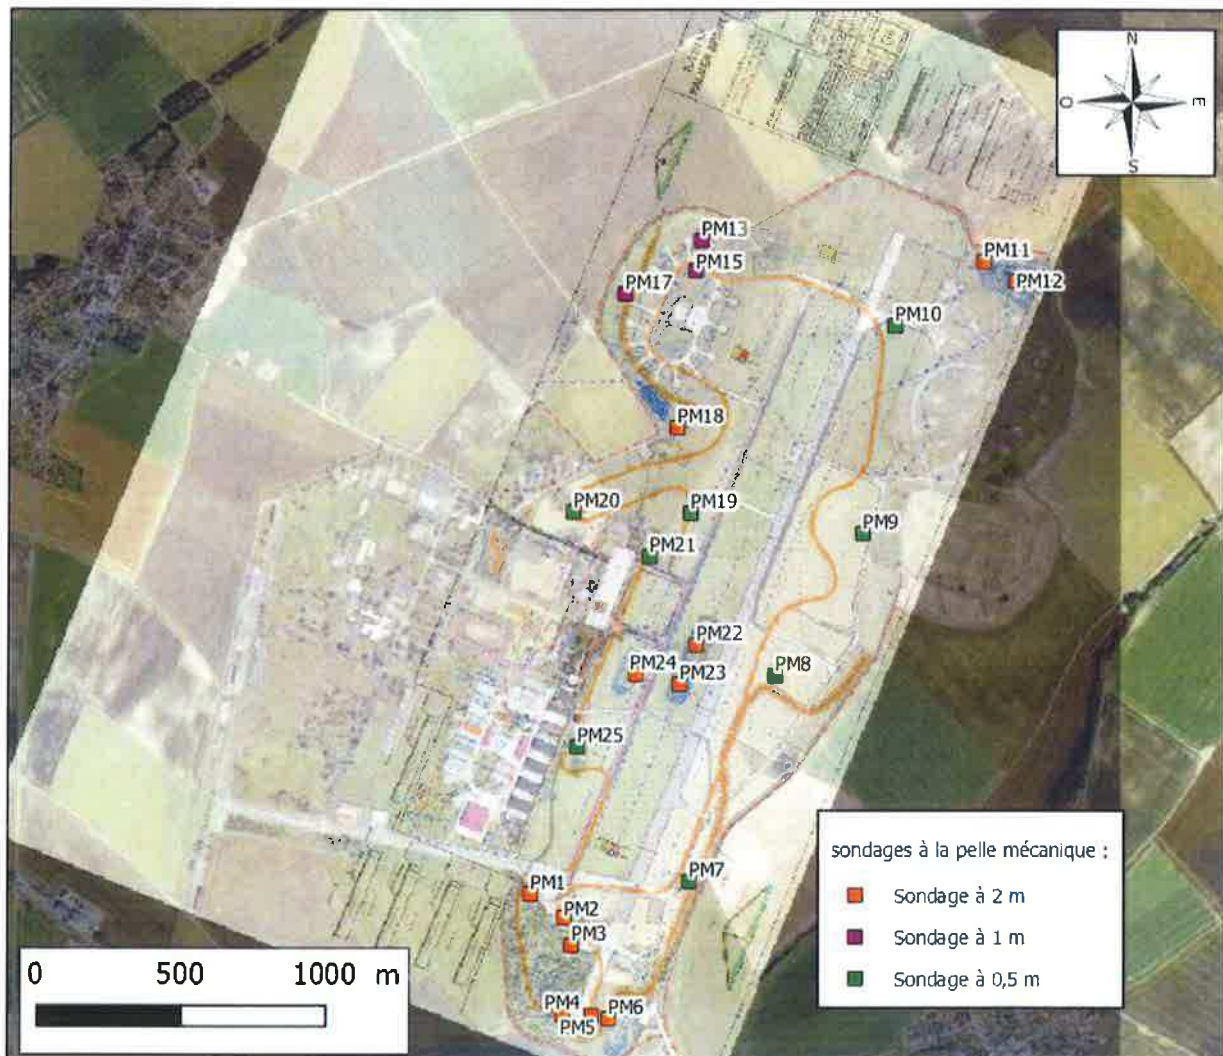 N
O
E
S
PM13
PM15
PM17
PM11
PM12
PM10
PM18
PM20
PM19
PM9
PM21
PM22
PM24
PM23
PM8
PM25
PM7
PM1
PM2
PM3
PM4
PM5
PM6
sondages à la pelle mécanique :
Sondage à 2 m
Sondage à 1 m
Sondage à 0,5 m
0 500 1000 m